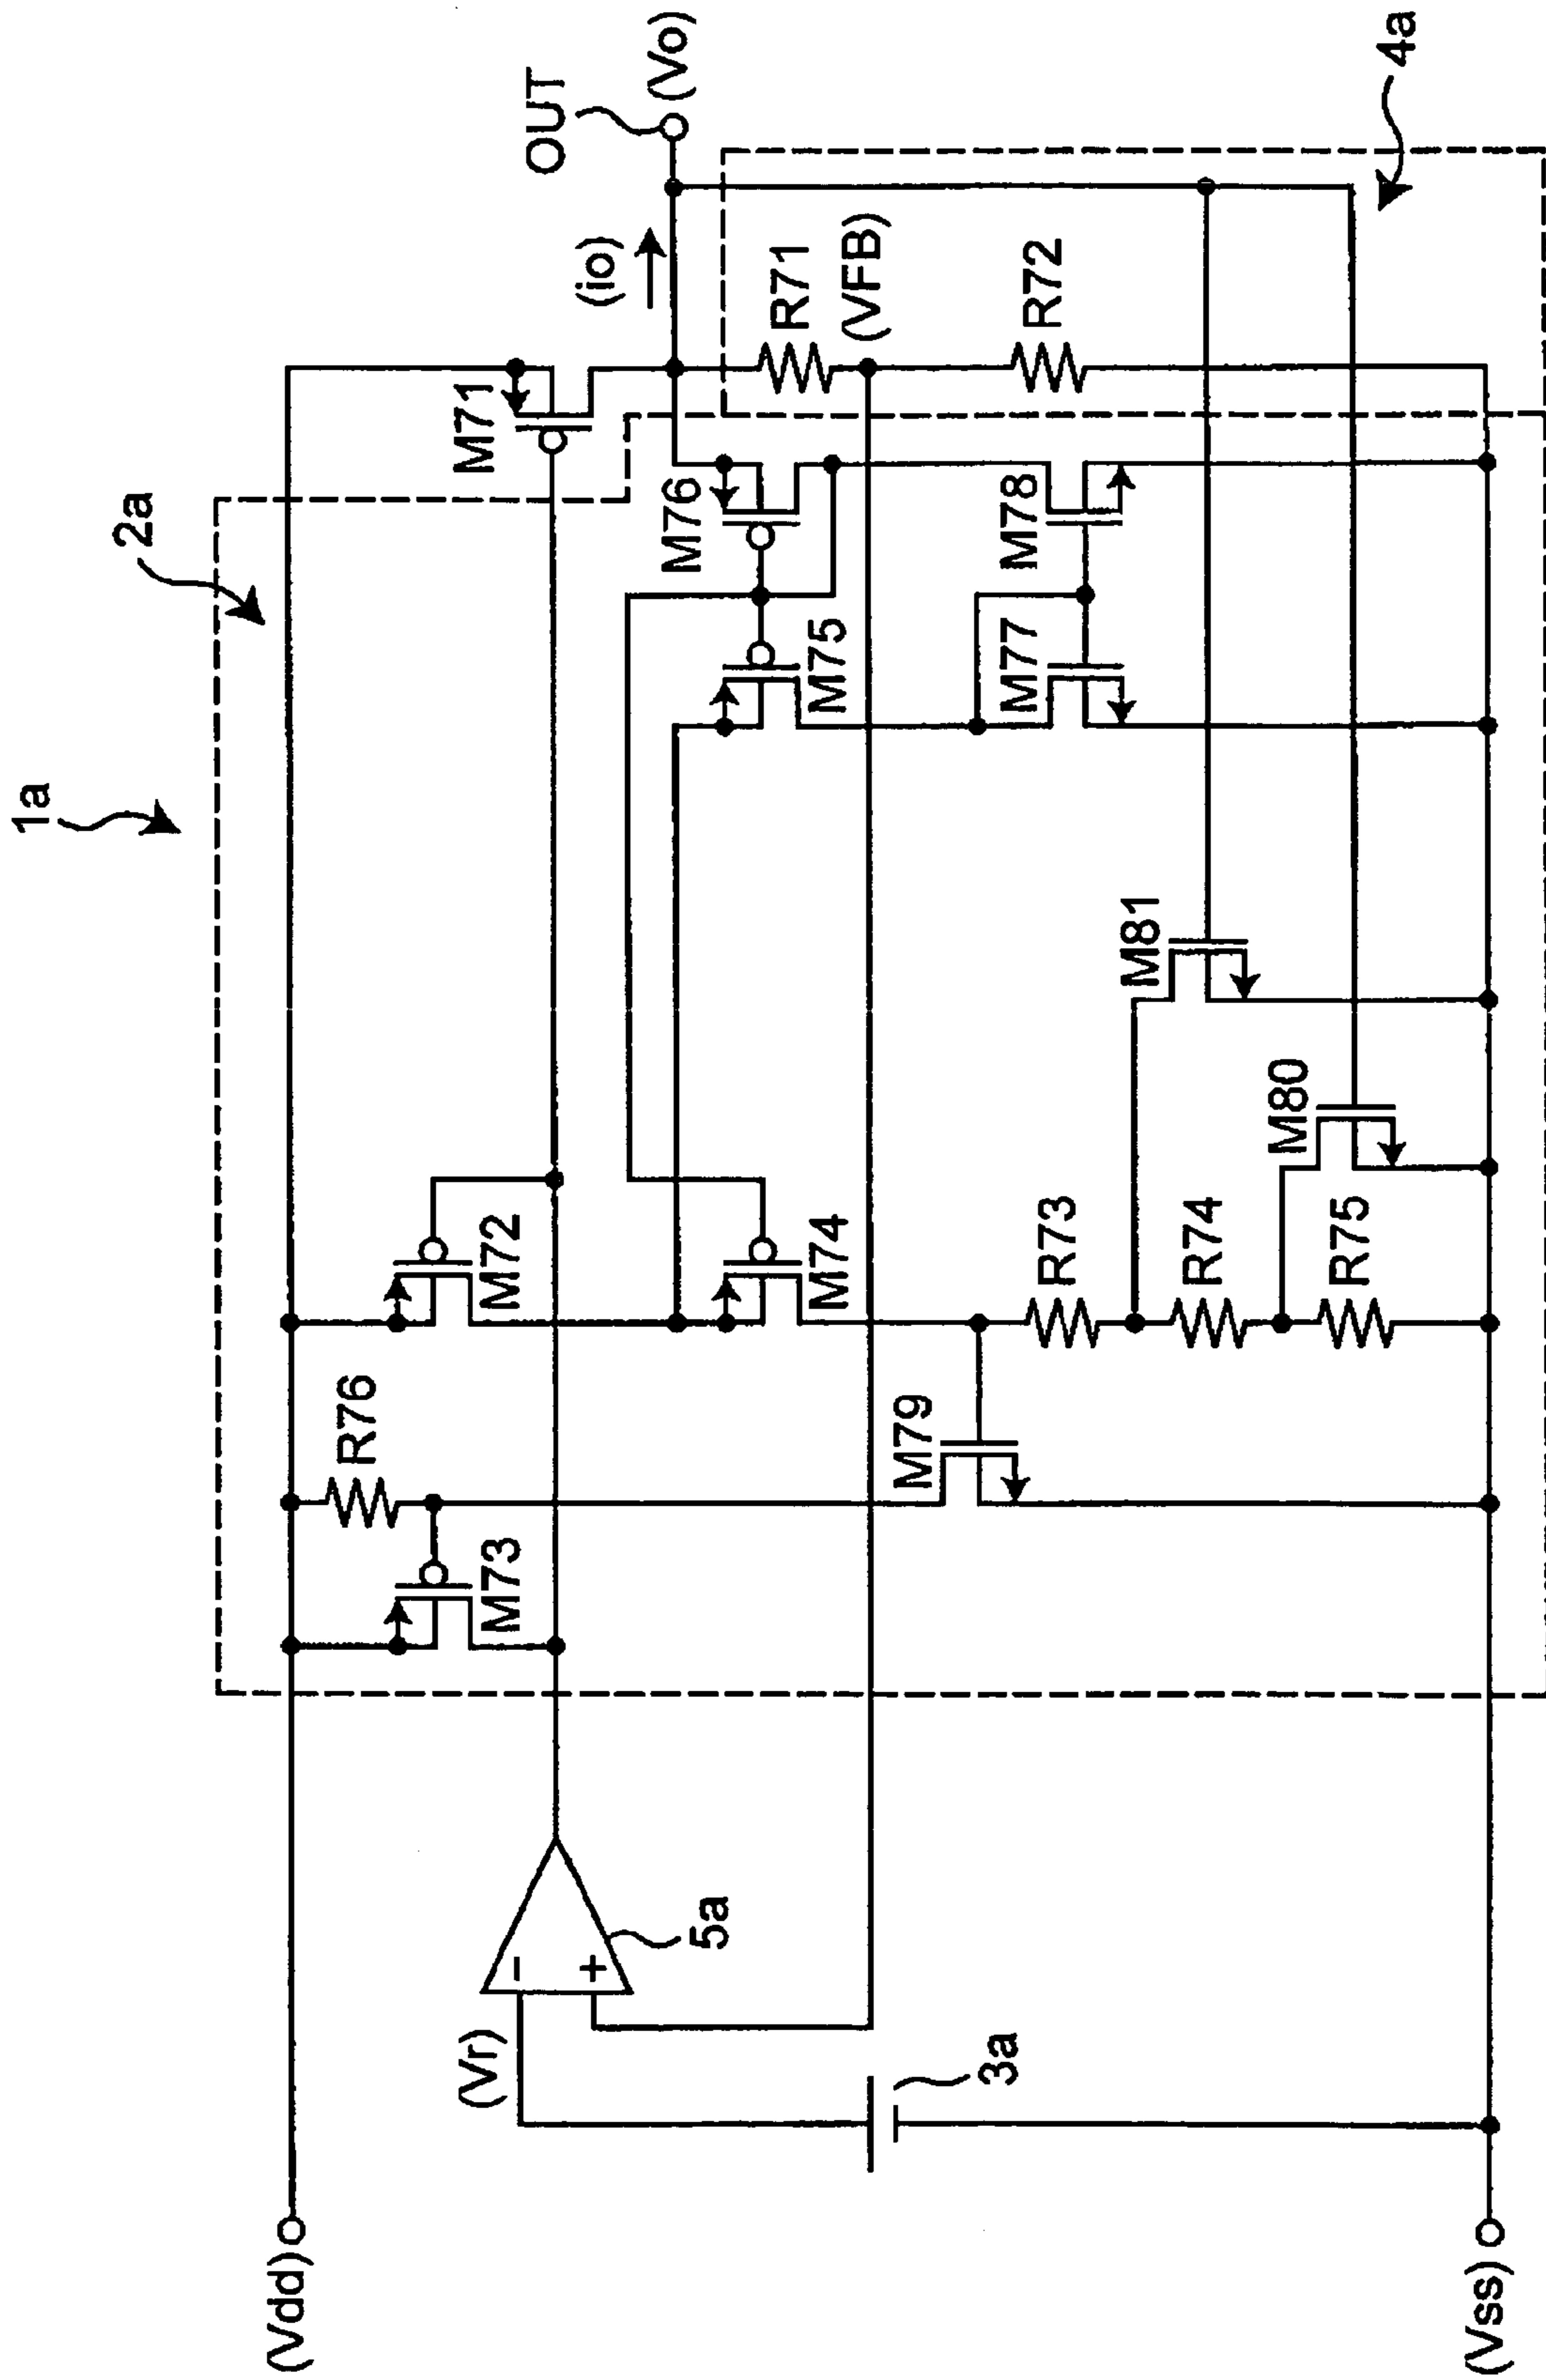 1a
2a
(Vdd)
(Vss)
(Vr)
3a
5a
-
+
M73
R76
M72
M79
M74
R73
R74
R75
M80
M81
M75
M76
M77
M78
M71
(io)
R71
(VFB)
R72
OUT
(Vo)
4a